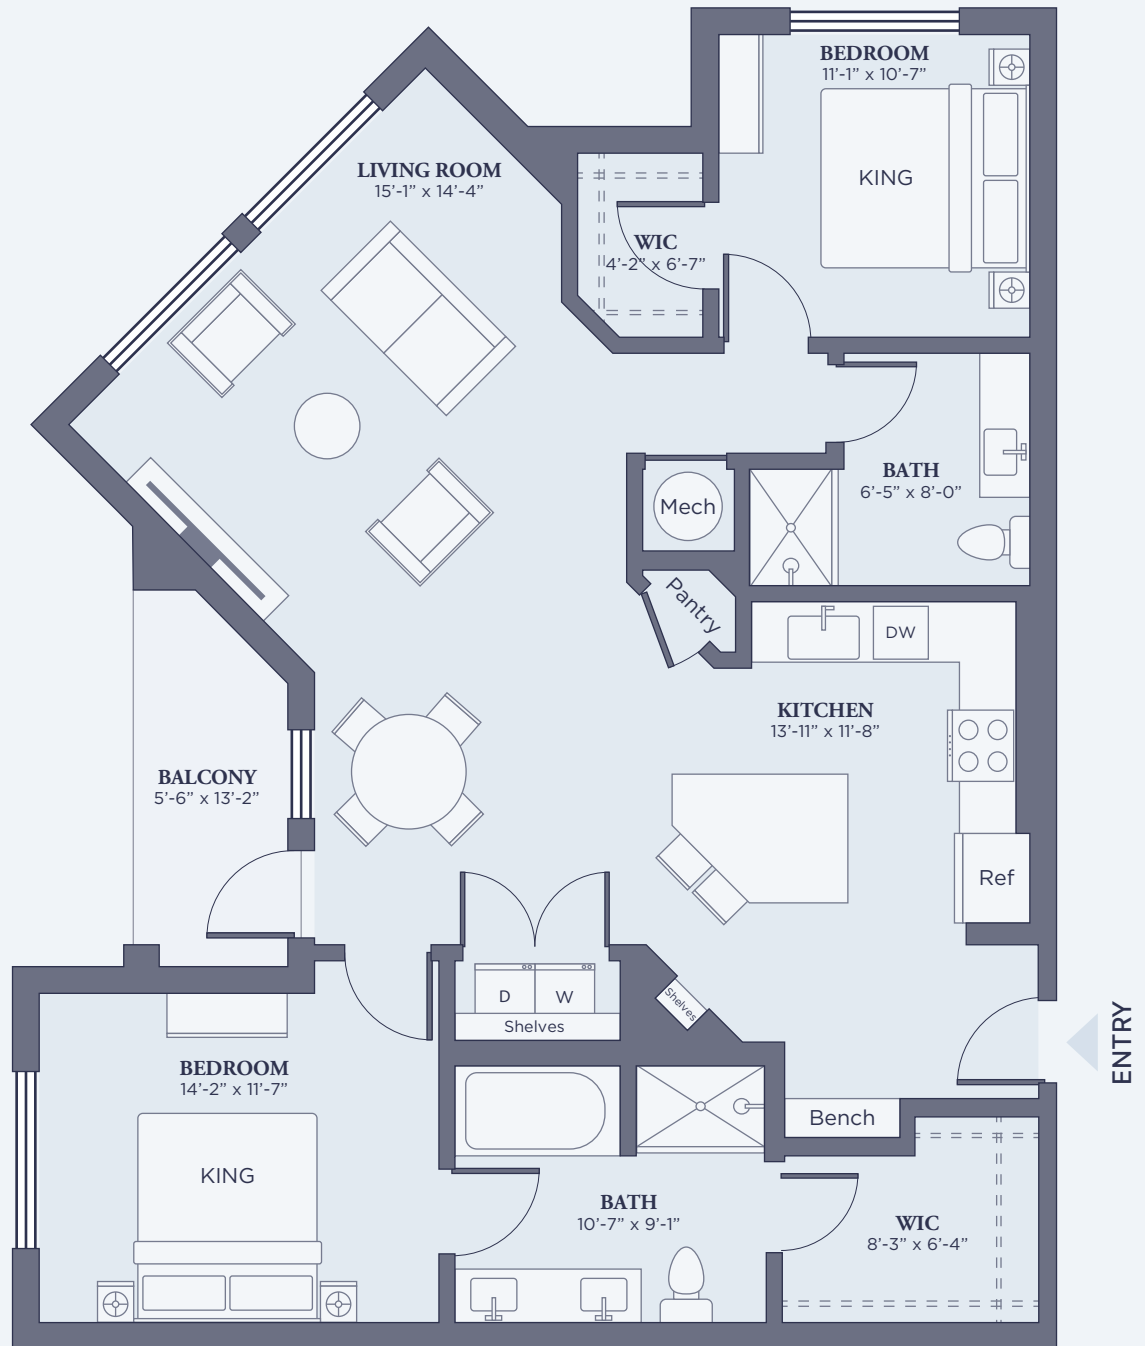 BEDROOM
11’-1” x 10’-7”
KING
LIVING ROOM
15’-1” x 14’-4”
WIC
4’-2” x 6’-7”
BATH
6’-5” x 8’-0”
Mech
Pantry
DW
KITCHEN
13’-11” x 11’-8”
BALCONY
5’-6” x 13’-2”
Ref
D
W
Shelves
Shelves
ENTRY
BEDROOM
14’-2” x 11’-7”
KING
Bench
BATH
10’-7” x 9’-1”
WIC
8’-3” x 6’-4”